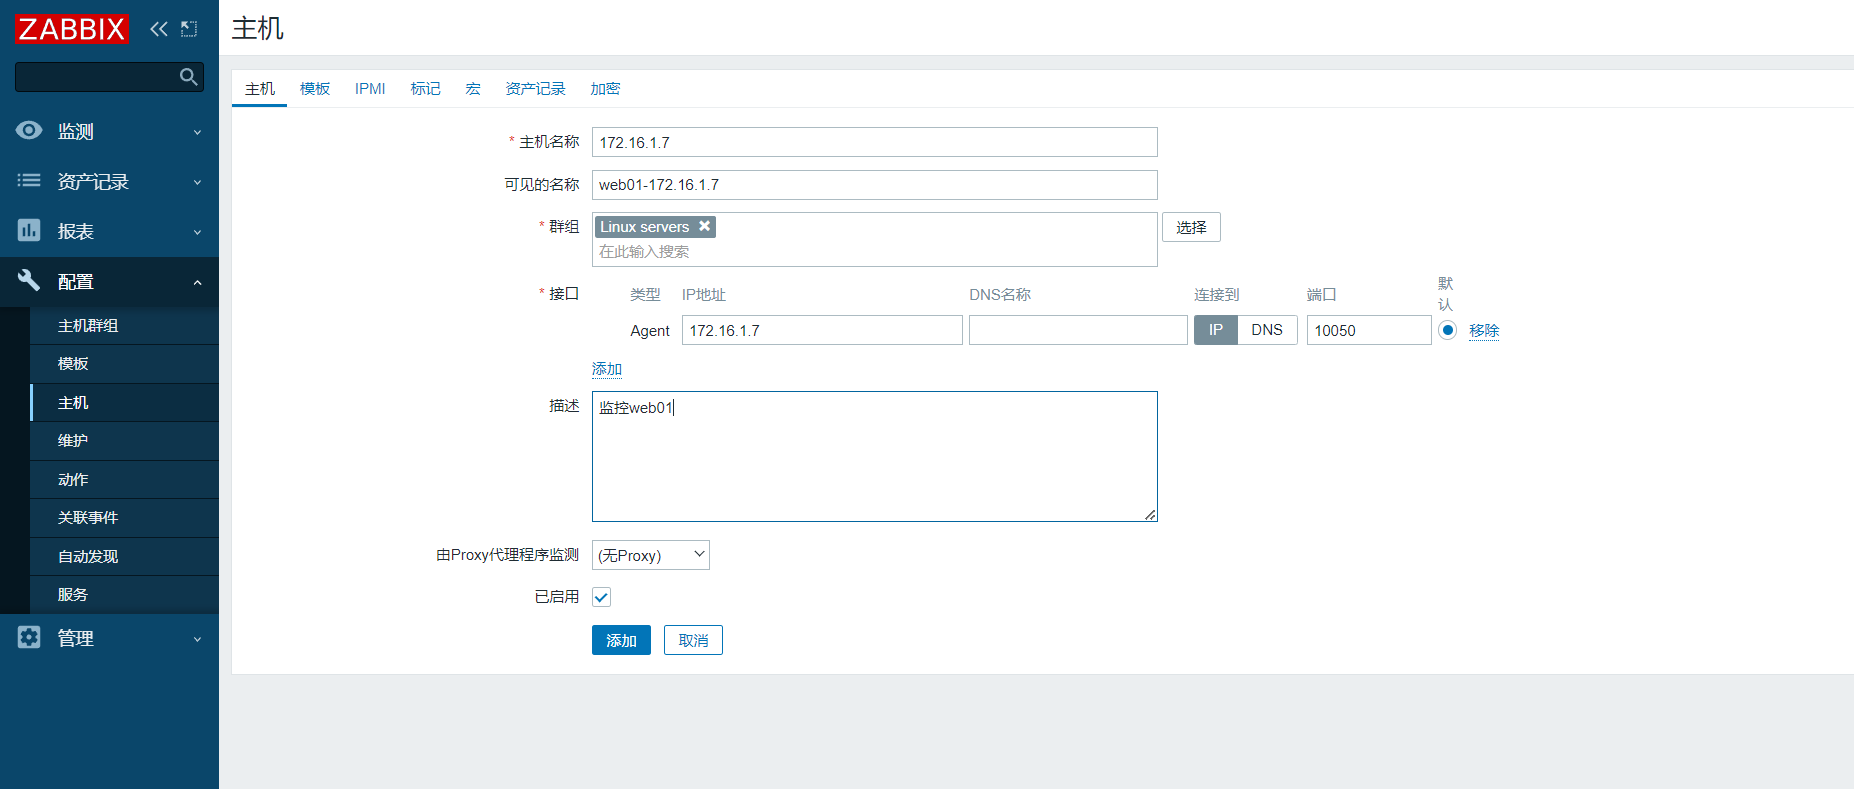 ZABBIX
监测
资产记录
报表
配置
主机群组
模板
主机
维护
动作
关联事件
自动发现
服务
管理
主机
主机 模板 IPMI 标记 宏 资产记录 加密
* 主机名称 172.16.1.7
可见的名称 web01-172.16.1.7
* 群组 Linux servers 选择
在此输入搜索
* 接口 类型 IP地址 DNS名称 连接到 端口 默认
Agent 172.16.1.7 IP DNS 10050 移除
添加
描述 监控web01
由Proxy代理程序监测 (无Proxy)
已启用
添加 取消